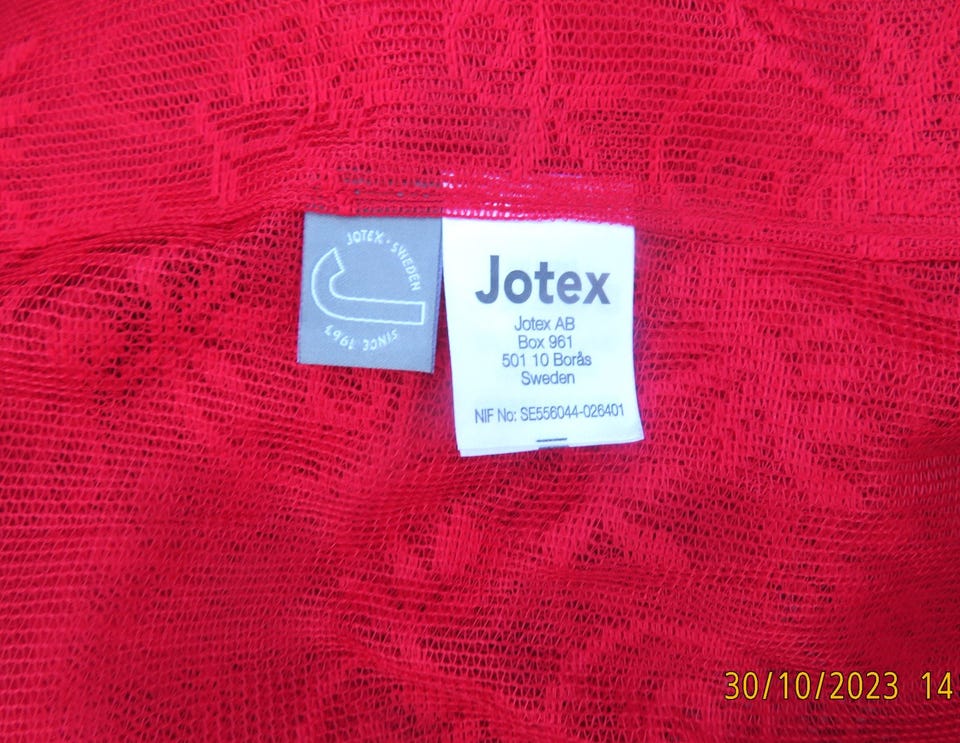 JOTEX · SWEDEN
SINCE 1963
Jotex
Jotex AB
Box 961
501 10 Borås
Sweden
NIF No: SE556044-026401
30/10/2023 14